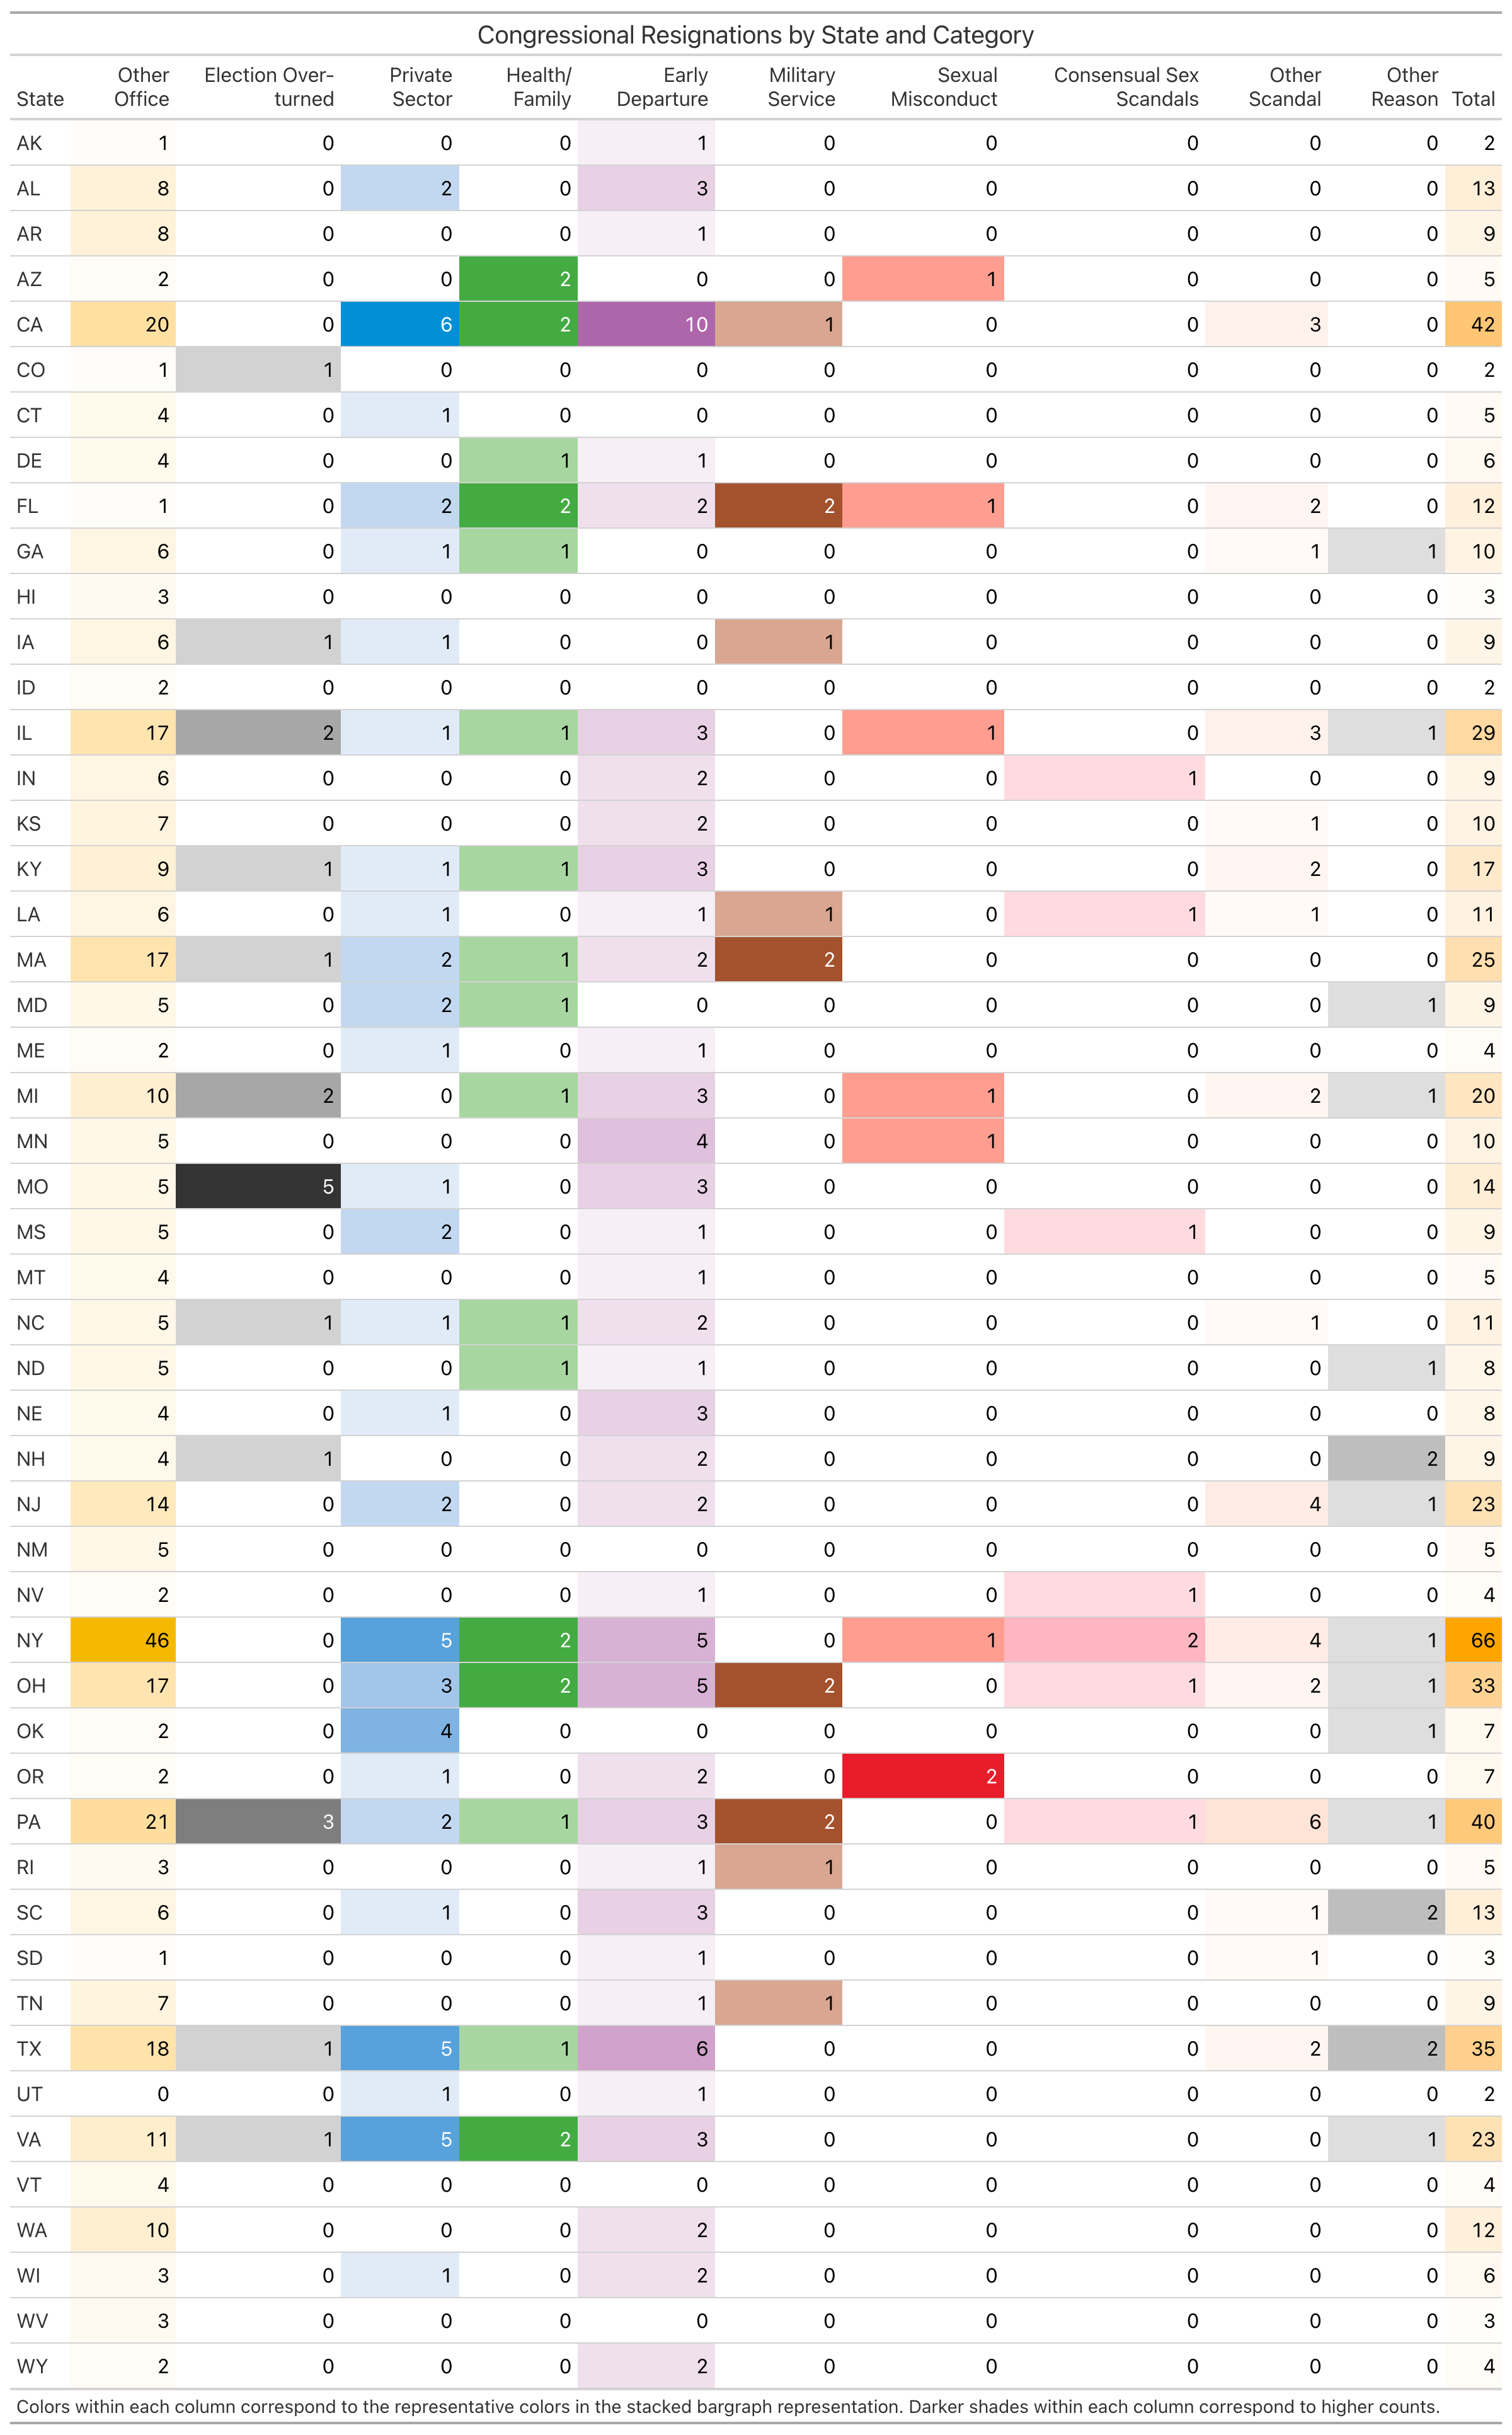 Congressional Resignations by State and Category
State Other Office Election Over-turned Private Sector Health/Family Early Departure Military Service Sexual Misconduct Consensual Sex Scandals Other Scandal Other Reason Total
AK 1 0 0 0 1 0 0 0 0 0 2
AL 8 0 2 0 3 0 0 0 0 0 13
AR 8 0 0 0 1 0 0 0 0 0 9
AZ 2 0 0 2 0 0 1 0 0 0 5
CA 20 0 6 2 10 1 0 0 3 0 42
CO 1 1 0 0 0 0 0 0 0 0 2
CT 4 0 1 0 0 0 0 0 0 0 5
DE 4 0 0 1 1 0 0 0 0 0 6
FL 1 0 2 2 2 2 1 0 2 0 12
GA 6 0 1 1 0 0 0 0 1 1 10
HI 3 0 0 0 0 0 0 0 0 0 3
IA 6 1 1 0 0 1 0 0 0 0 9
ID 2 0 0 0 0 0 0 0 0 0 2
IL 17 2 1 1 3 0 1 0 3 1 29
IN 6 0 0 0 2 0 0 1 0 0 9
KS 7 0 0 0 2 0 0 0 1 0 10
KY 9 1 1 1 3 0 0 0 2 0 17
LA 6 0 1 0 1 1 0 1 1 0 11
MA 17 1 2 1 2 2 0 0 0 0 25
MD 5 0 2 1 0 0 0 0 0 1 9
ME 2 0 1 0 1 0 0 0 0 0 4
MI 10 2 0 1 3 0 1 0 2 1 20
MN 5 0 0 0 4 0 1 0 0 0 10
MO 5 5 1 0 3 0 0 0 0 0 14
MS 5 0 2 0 1 0 0 1 0 0 9
MT 4 0 0 0 1 0 0 0 0 0 5
NC 5 1 1 1 2 0 0 0 1 0 11
ND 5 0 0 1 1 0 0 0 0 1 8
NE 4 0 1 0 3 0 0 0 0 0 8
NH 4 1 0 0 2 0 0 0 0 2 9
NJ 14 0 2 0 2 0 0 0 4 1 23
NM 5 0 0 0 0 0 0 0 0 0 5
NV 2 0 0 0 1 0 0 1 0 0 4
NY 46 0 5 2 5 0 1 2 4 1 66
OH 17 0 3 2 5 2 0 1 2 1 33
OK 2 0 4 0 0 0 0 0 0 1 7
OR 2 0 1 0 2 0 2 0 0 0 7
PA 21 3 2 1 3 2 0 1 6 1 40
RI 3 0 0 0 1 1 0 0 0 0 5
SC 6 0 1 0 3 0 0 0 1 2 13
SD 1 0 0 0 1 0 0 0 1 0 3
TN 7 0 0 0 1 1 0 0 0 0 9
TX 18 1 5 1 6 0 0 0 2 2 35
UT 0 0 1 0 1 0 0 0 0 0 2
VA 11 1 5 2 3 0 0 0 0 1 23
VT 4 0 0 0 0 0 0 0 0 0 4
WA 10 0 0 0 2 0 0 0 0 0 12
WI 3 0 1 0 2 0 0 0 0 0 6
WV 3 0 0 0 0 0 0 0 0 0 3
WY 2 0 0 0 2 0 0 0 0 0 4
Colors within each column correspond to the representative colors in the stacked bargraph representation. Darker shades within each column correspond to higher counts.